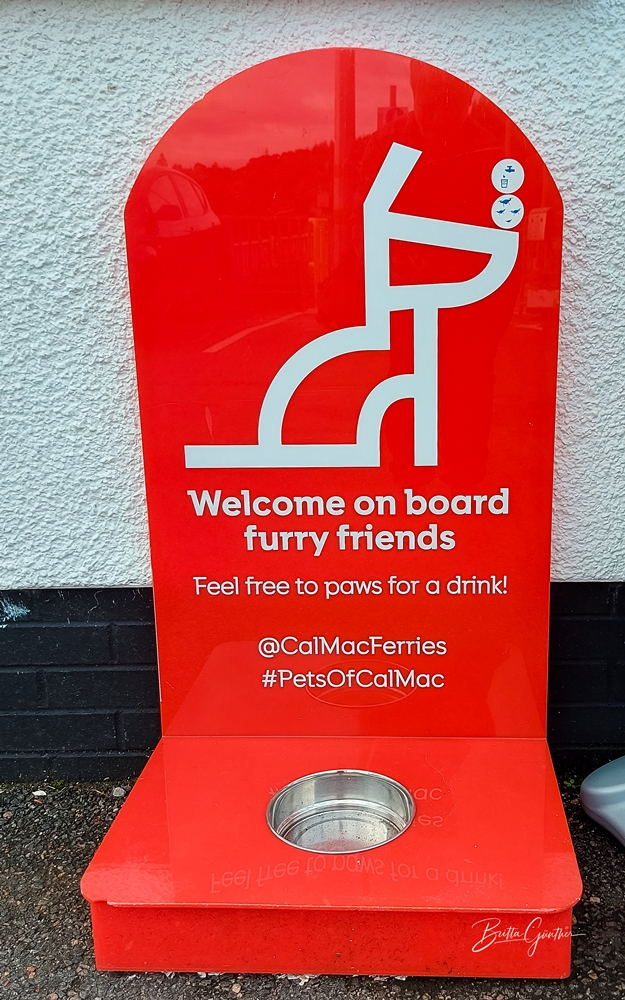 Welcome on board
furry friends
Feel free to paws for a drink!
@CalMacFerries
#PetsOfCalMac
Britta Günther